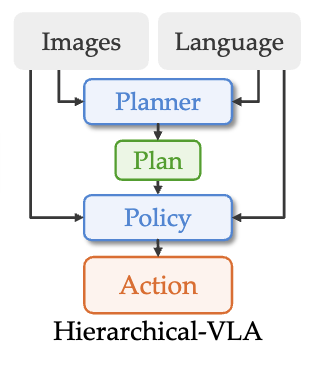 Images
Language
Planner
Plan
Policy
Action
Hierarchical-VLA